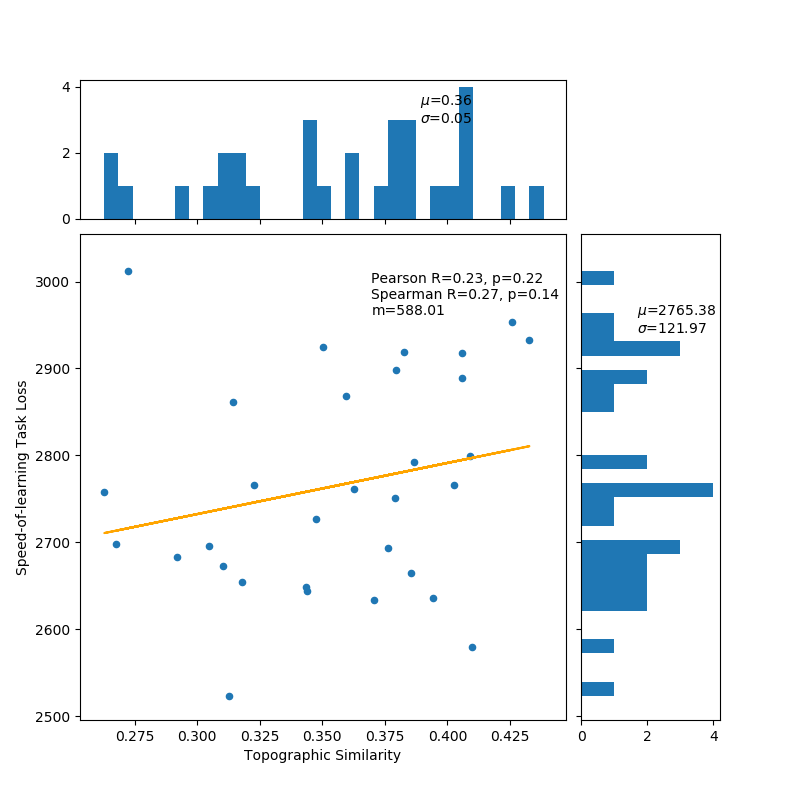 4
2
0
μ=0.36
σ=0.05
3000
2900
2800
2700
2600
2500
Speed-of-learning Task Loss
Pearson R=0.23, p=0.22
Spearman R=0.27, p=0.14
m=588.01
0.275 0.300 0.325 0.350 0.375 0.400 0.425
Topographic Similarity
μ=2765.38
σ=121.97
0 2 4